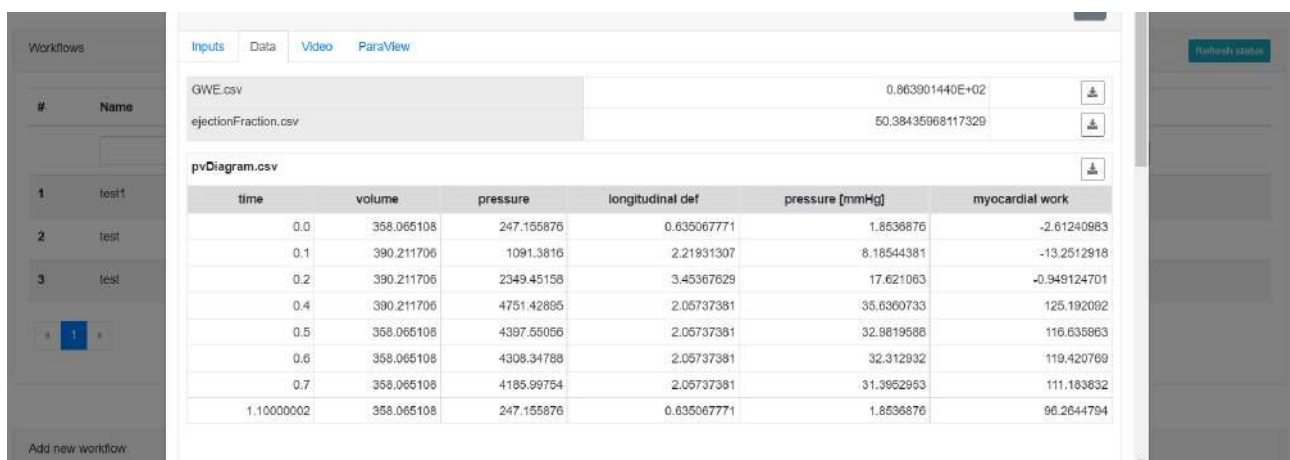 Workflows
Inputs Data Video ParaView
Refresh status
GWE.csv 0.863901440E+02
# Name
ejectionFraction.csv 50.38435968117329
pvDiagram.csv
time volume pressure longitudinal def pressure [mmHg] myocardial work
1 test1
0.0 358.065108 247.155876 0.635067771 1.8536876 -2.61240983
0.1 390.211706 1091.3816 2.21931307 8.18544381 -13.2512918
2 test
0.2 390.211706 2349.45158 3.45367629 17.621063 -0.949124701
3 test
0.4 390.211706 4751.42895 2.05737381 35.6360733 125.192092
0.5 358.065108 4397.55056 2.05737381 32.9819588 116.635863
« 1 »
0.6 358.065108 4308.34788 2.05737381 32.312932 119.420769
0.7 358.065108 4185.99754 2.05737381 31.3952953 111.183832
1.10000002 358.065108 247.155876 0.635067771 1.8536876 96.2644794
Add new workflow